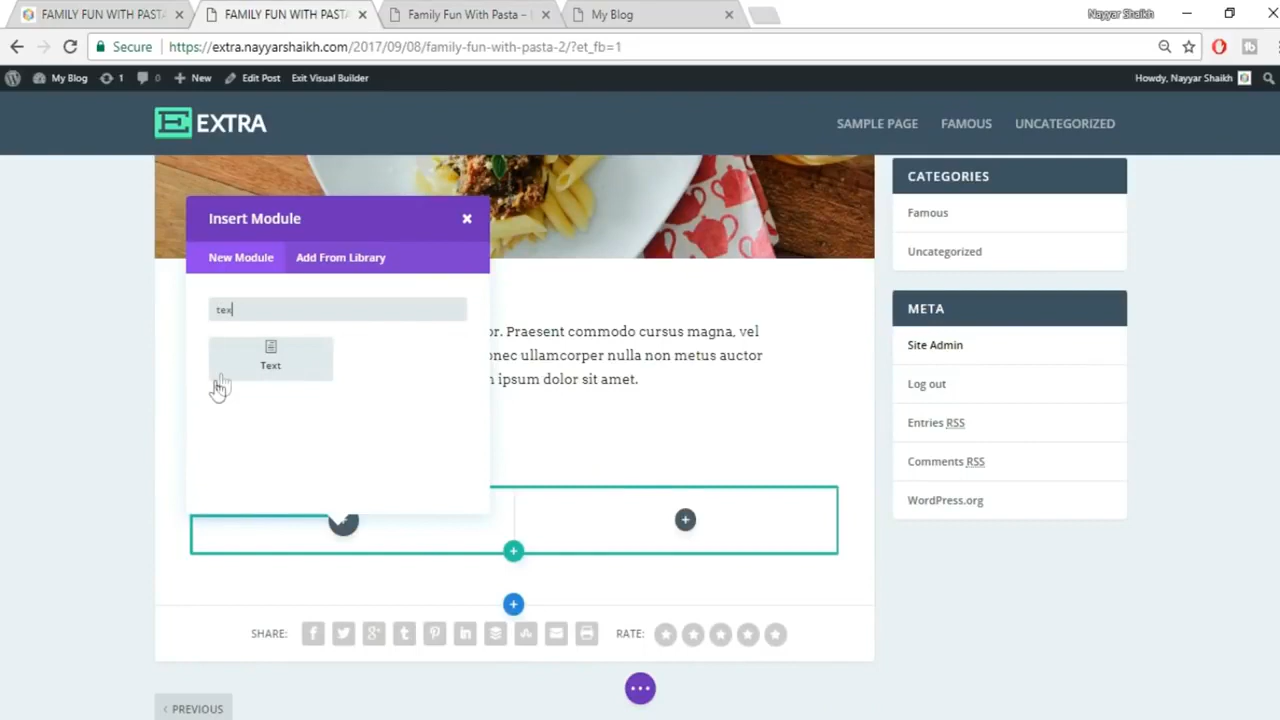 FAMILY FUN WITH PASTA
FAMILY FUN WITH PASTA
Family Fun With Pasta –
My Blog
Nayyar Shaikh
Secure
https://extra.nayyarshaikh.com/2017/09/08/family-fun-with-pasta-2/?et_fb=1
My Blog
1
0
New
Edit Post
Exit Visual Builder
Howdy, Nayyar Shaikh
EXTRA
SAMPLE PAGE
FAMOUS
UNCATEGORIZED
Insert Module
New Module
Add From Library
tex
Text
or. Praesent commodo cursus magna, vel
onec ullamcorper nulla non metus auctor
ipsum dolor sit amet.
SHARE:
RATE:
PREVIOUS
CATEGORIES
Famous
Uncategorized
META
Site Admin
Log out
Entries RSS
Comments RSS
WordPress.org